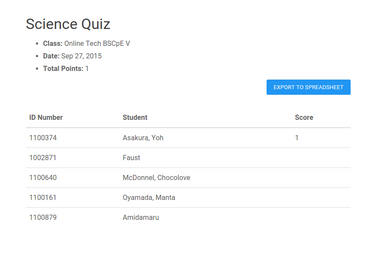 Science Quiz
Class: Online Tech BSCpE V
Date: Sep 27, 2015
Total Points: 1
EXPORT TO SPREADSHEET
ID Number Student Score
1100374 Asakura, Yoh 1
1002871 Faust
1100640 McDonnel, Chocolove
1100161 Oyamada, Manta
1100879 Amidamaru